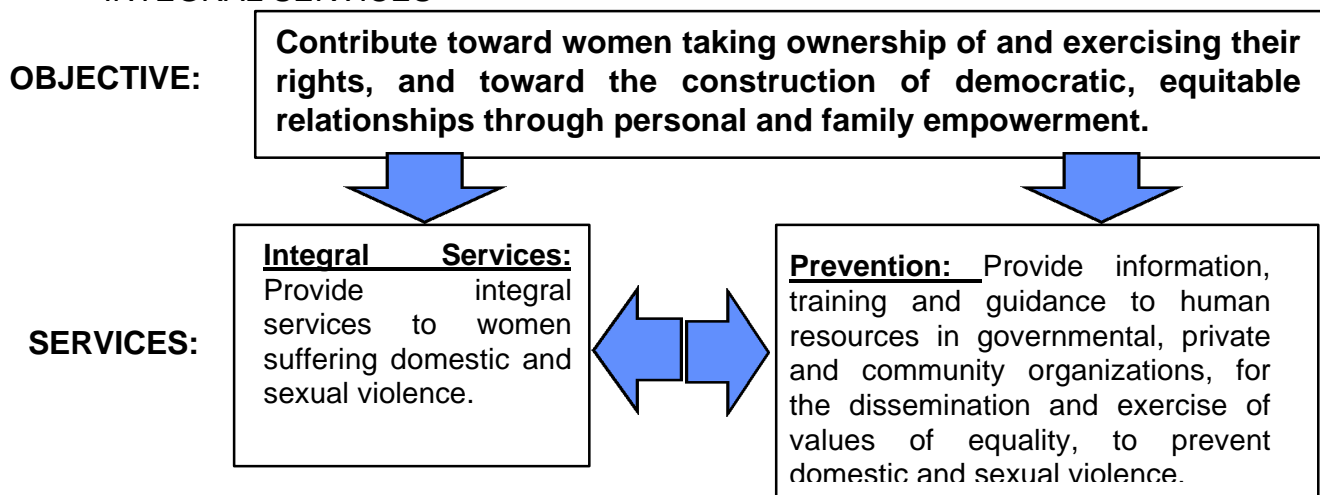 INTEGRAL SERVICES
OBJECTIVE:
Contribute toward women taking ownership of and exercising their
rights, and toward the construction of democratic, equitable
relationships through personal and family empowerment.
SERVICES:
Integral Services:
Provide integral
services to women
suffering domestic and
sexual violence.
Prevention: Provide information,
training and guidance to human
resources in governmental, private
and community organizations, for
the dissemination and exercise of
values of equality, to prevent
domestic and sexual violence.